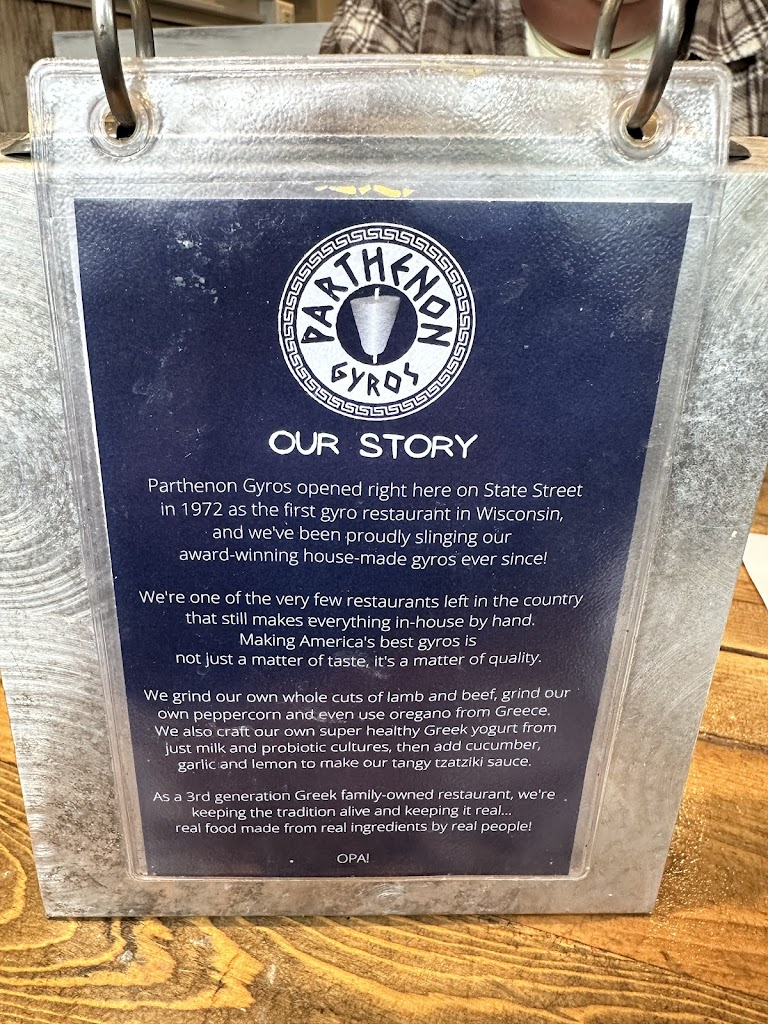 PARTHENON
GYROS
OUR STORY
Parthenon Gyros opened right here on State Street
in 1972 as the first gyro restaurant in Wisconsin,
and we've been proudly slinging our
award-winning house-made gyros ever since!
We're one of the very few restaurants left in the country
that still makes everything in-house by hand.
Making America's best gyros is
not just a matter of taste, it's a matter of quality.
We grind our own whole cuts of lamb and beef, grind our
own peppercorn and even use oregano from Greece.
We also craft our own super healthy Greek yogurt from
just milk and probiotic cultures, then add cucumber,
garlic and lemon to make our tangy tzatziki sauce.
As a 3rd generation Greek family-owned restaurant, we're
keeping the tradition alive and keeping it real...
real food made from real ingredients by real people!
OPA!